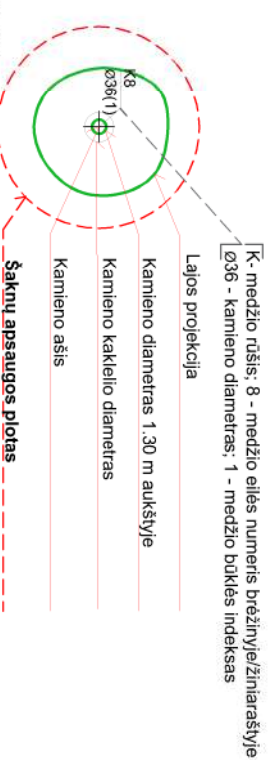 K- medžio rūšis; 8 - medžio eilės numeris brėžinyje/žiniaraštyje
ø36 - kamieno diametras; 1 - medžio būklės indeksas
K8
ø36(1)
Lajos projekcija
Kamieno diametras 1.30 m aukštyje
Kamieno kaklelio diametras
Kamieno ašis
Šaknų apsaugos plotas